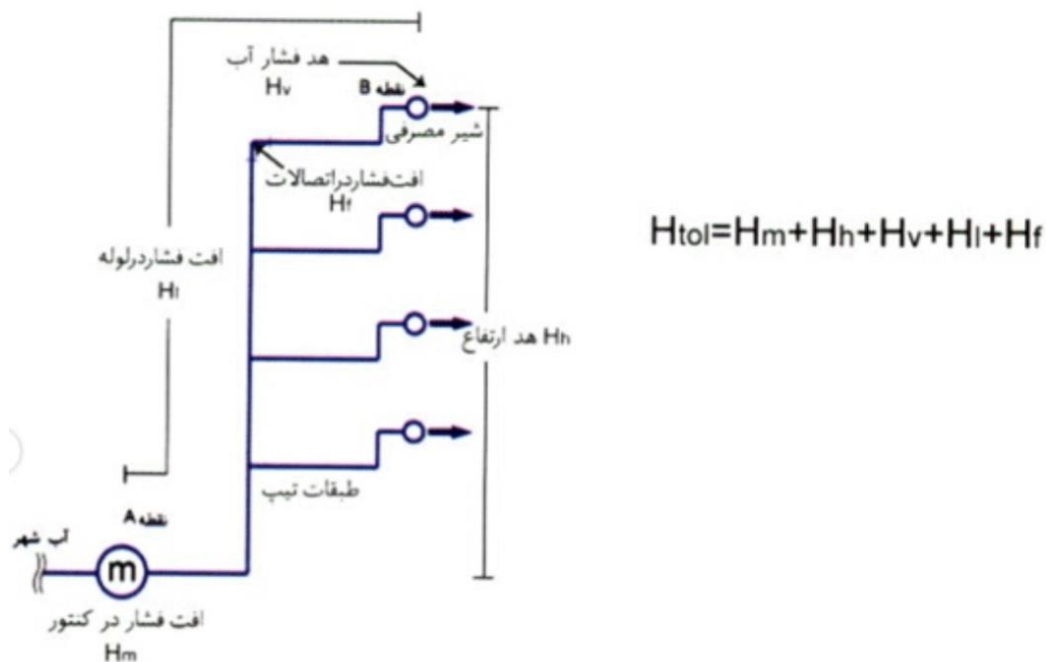 هد فشار آب
Hv
نقطه B
شیر مصرفی
افت‌فشاردراتصالات
Hf
Htol=Hm+Hh+Hv+Hl+Hf
افت فشاردرلوله
Hl
Hh هد ارتفاع
طبقات تیپ
نقطه A
آب شهر
m
افت فشار در کنتور
Hm